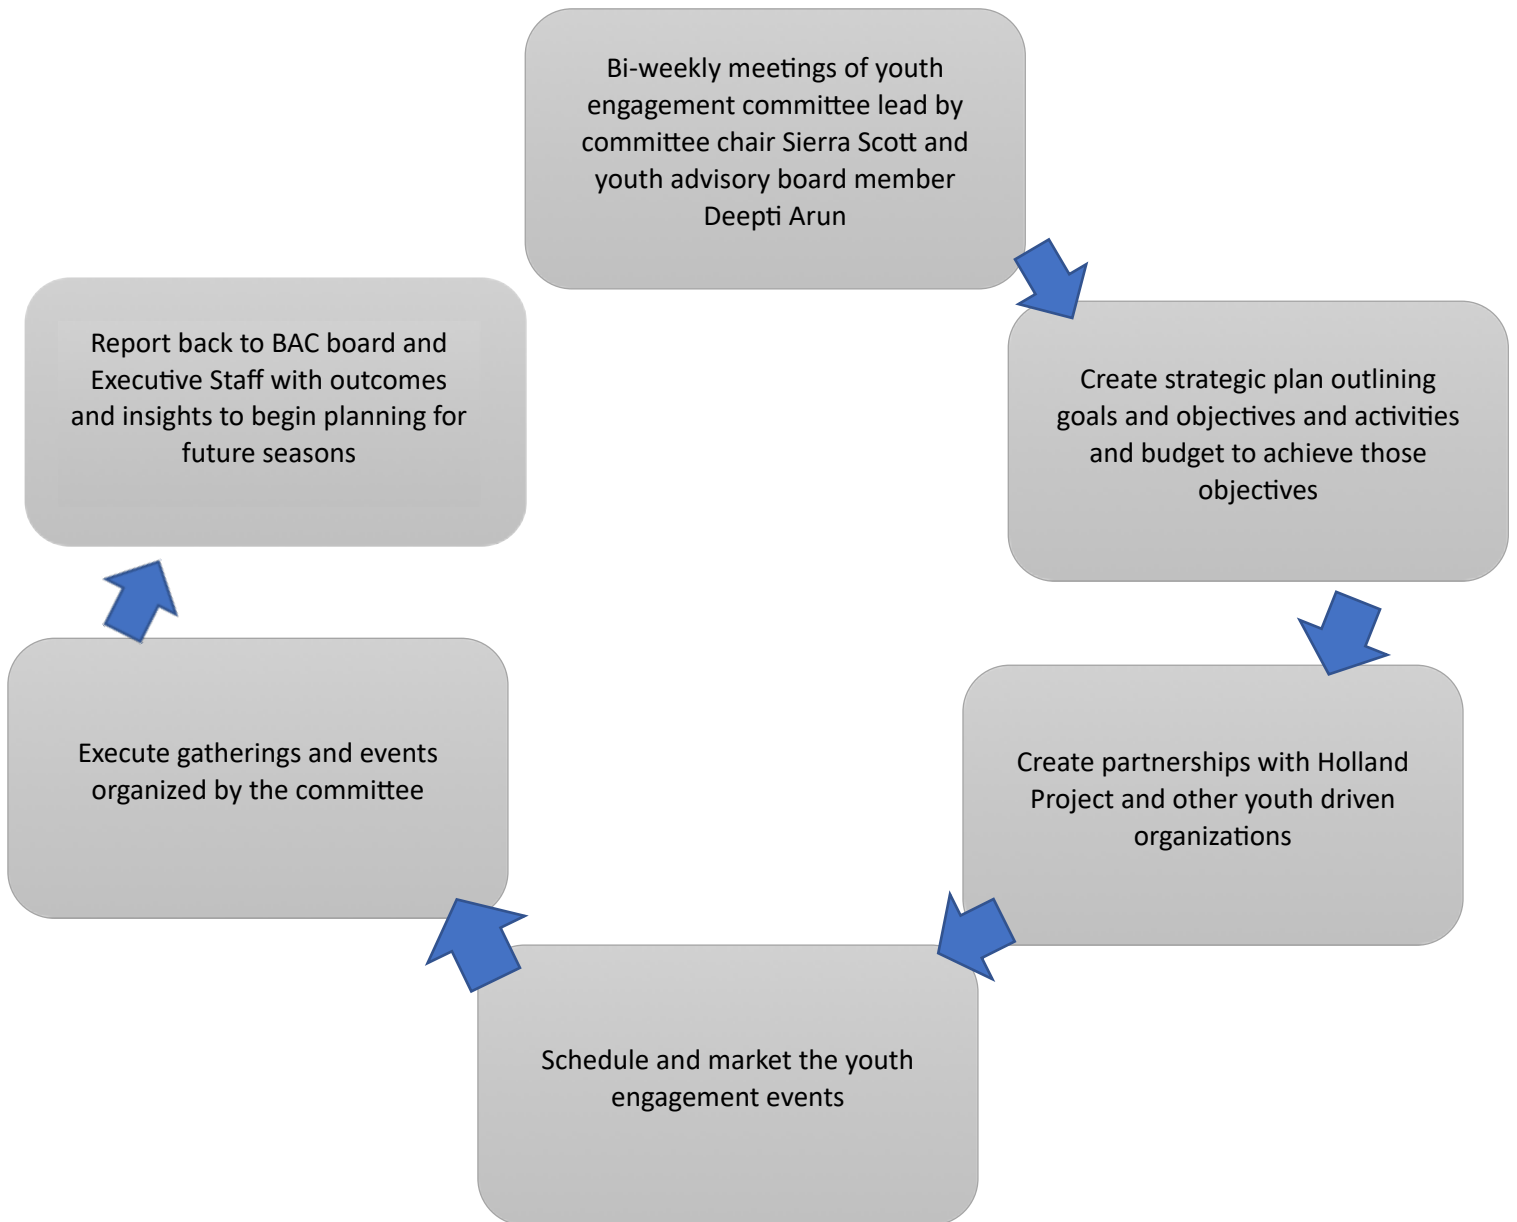 Bi-weekly meetings of youth
engagement committee lead by
committee chair Sierra Scott and
youth advisory board member
Deepti Arun
Create strategic plan outlining
goals and objectives and activities
and budget to achieve those
objectives
Create partnerships with Holland
Project and other youth driven
organizations
Schedule and market the youth
engagement events
Execute gatherings and events
organized by the committee
Report back to BAC board and
Executive Staff with outcomes
and insights to begin planning for
future seasons